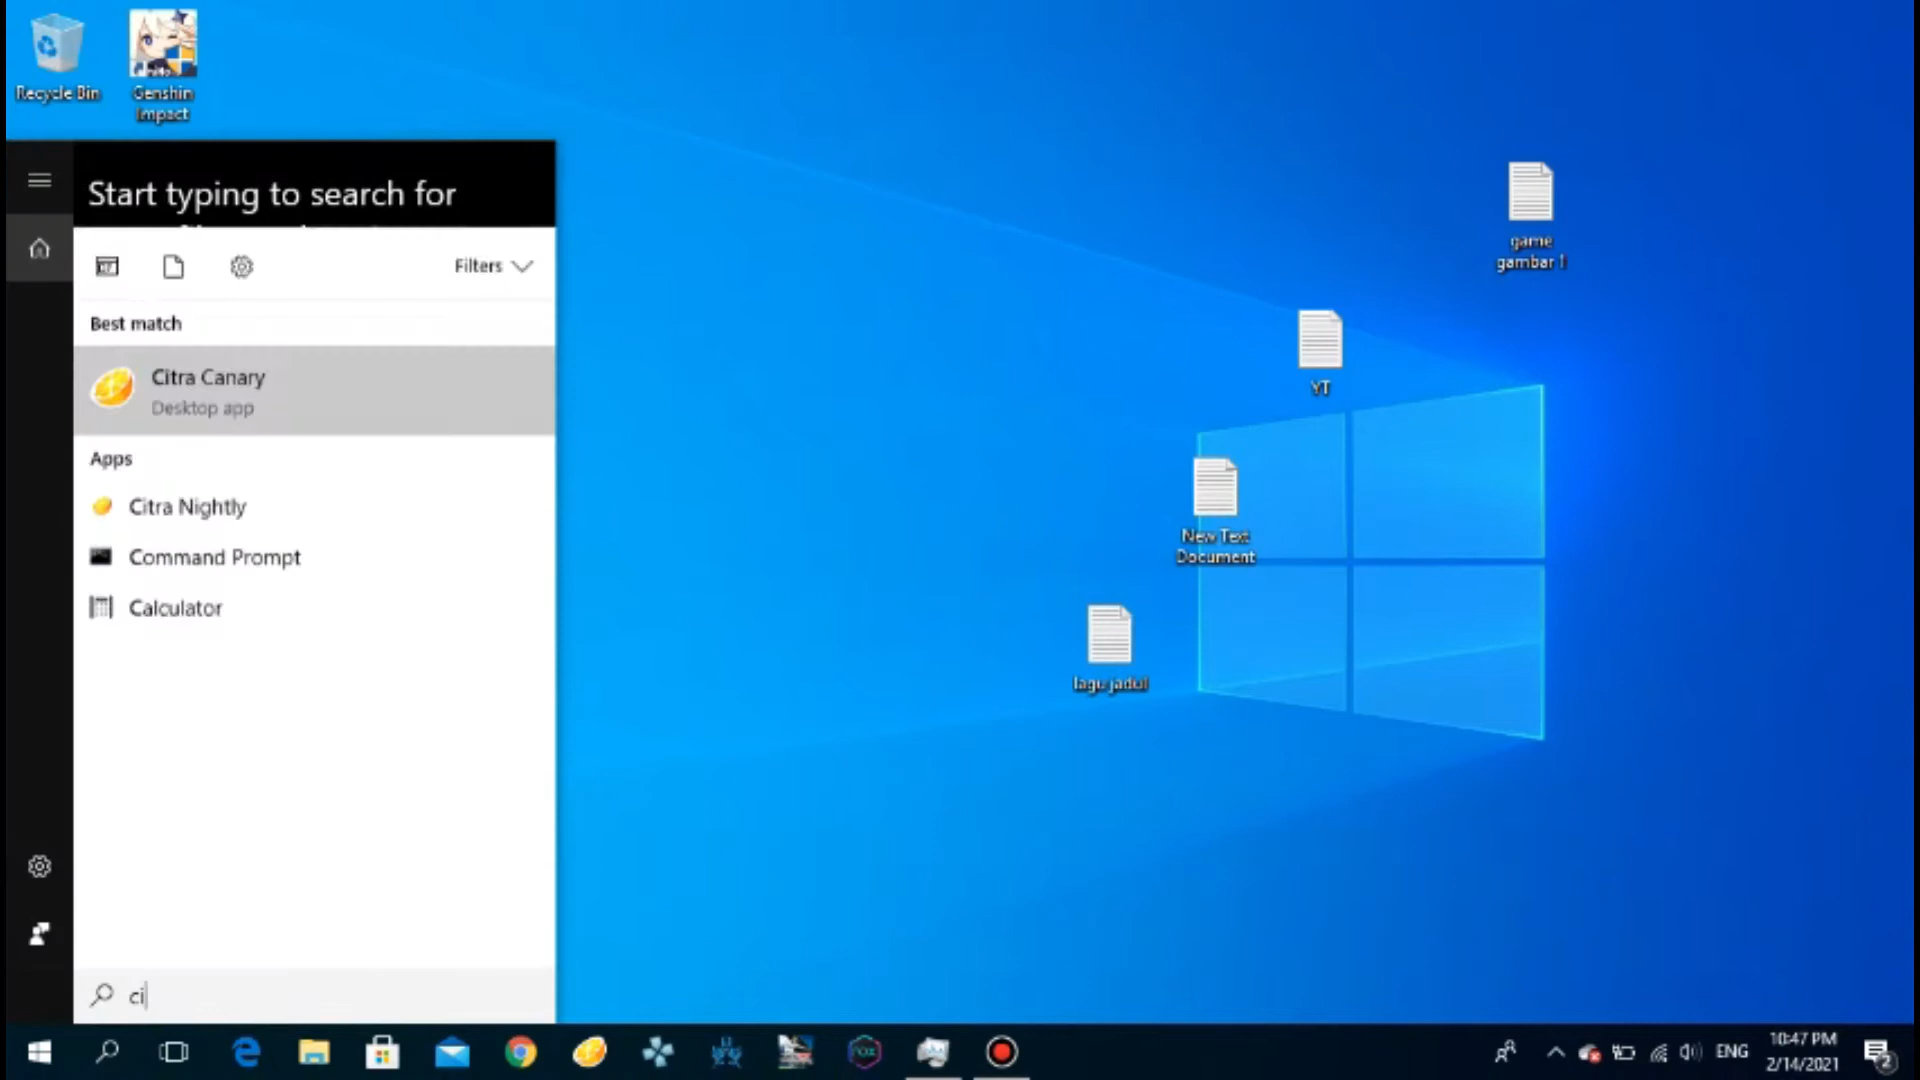 Recycle Bin
Genshin
Impact
Start typing to search for
Filters
Best match
Citra Canary
Desktop app
Apps
Citra Nightly
Command Prompt
Calculator
ci
game
gambar 1
YT
New Text
Document
lagu jadul
ENG
10:47 PM
2/14/2021
2